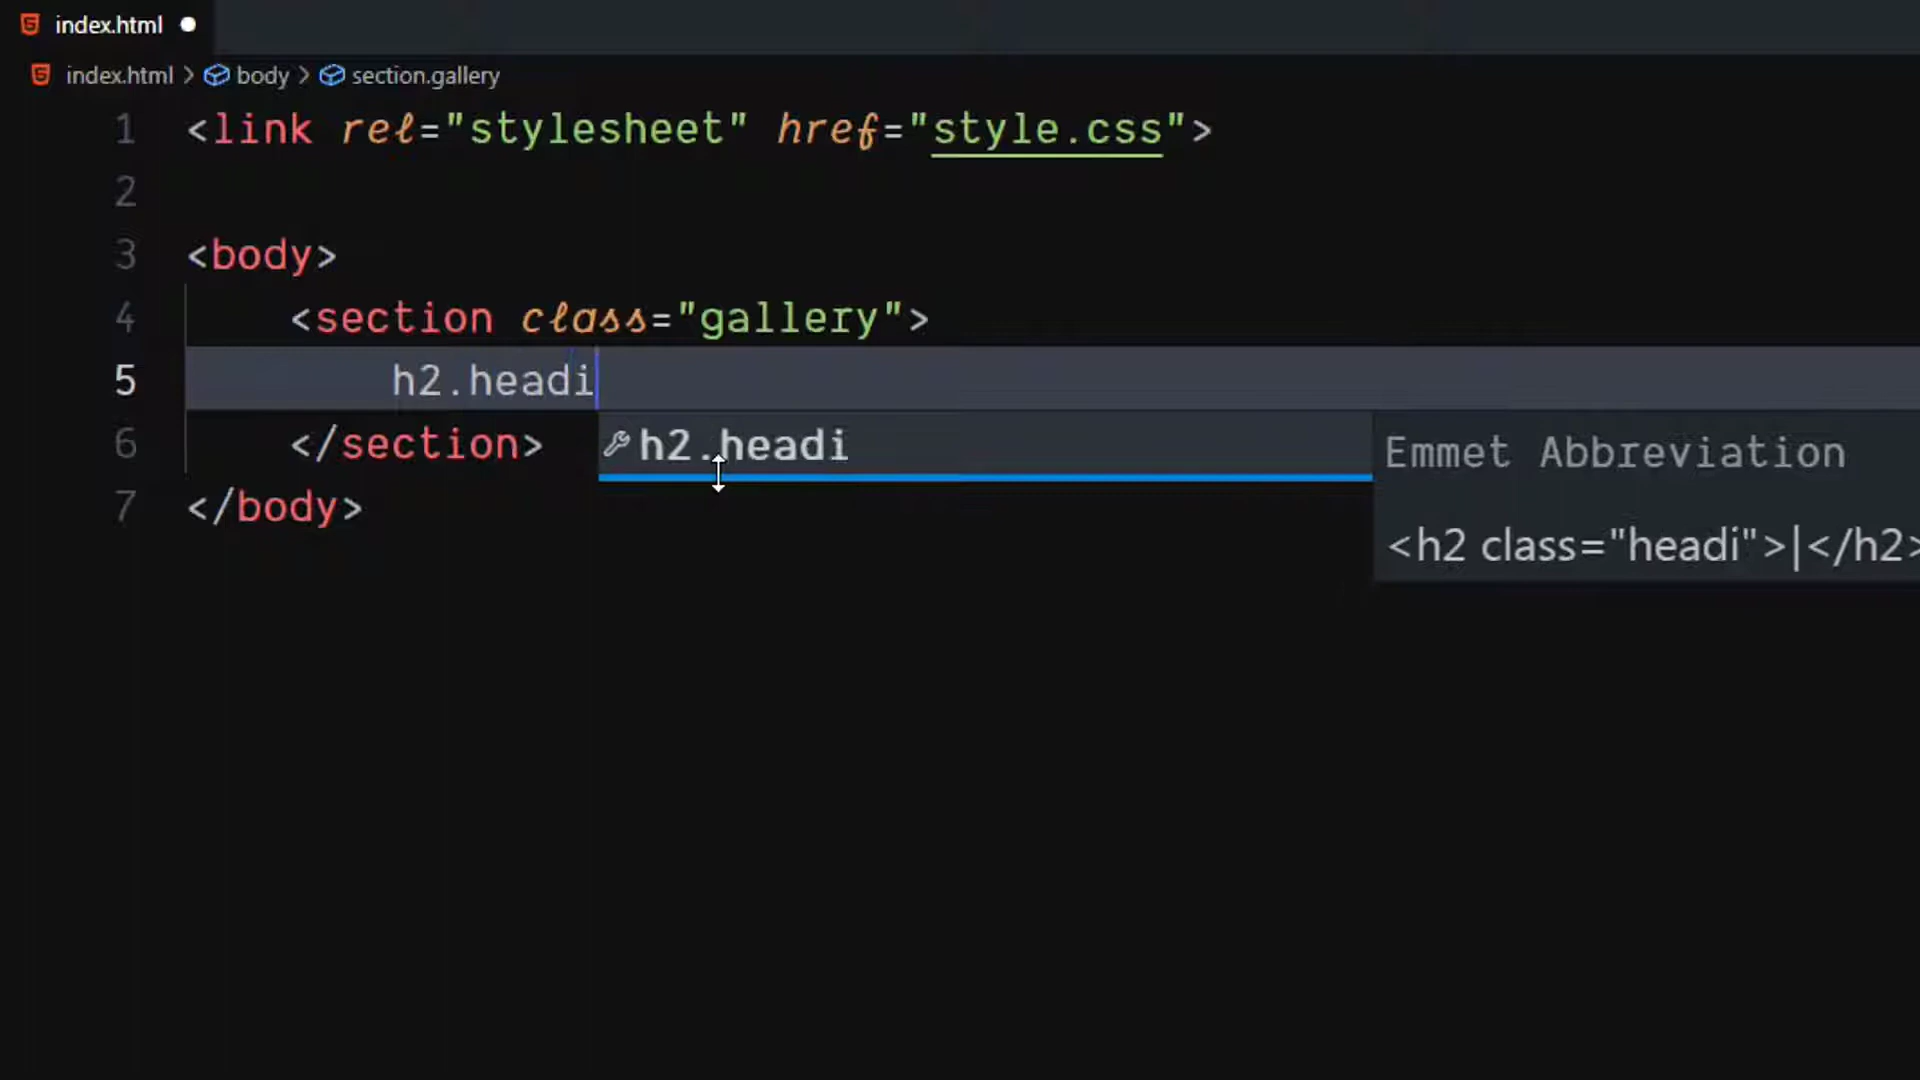 index.html
index.html > body > section.gallery
1 <link rel="stylesheet" href="style.css">
2
3 <body>
4 <section class="gallery">
5 h2.headi
6 </section>
h2.headi
Emmet Abbreviation
7 </body>
<h2 class="headi">|</h2>